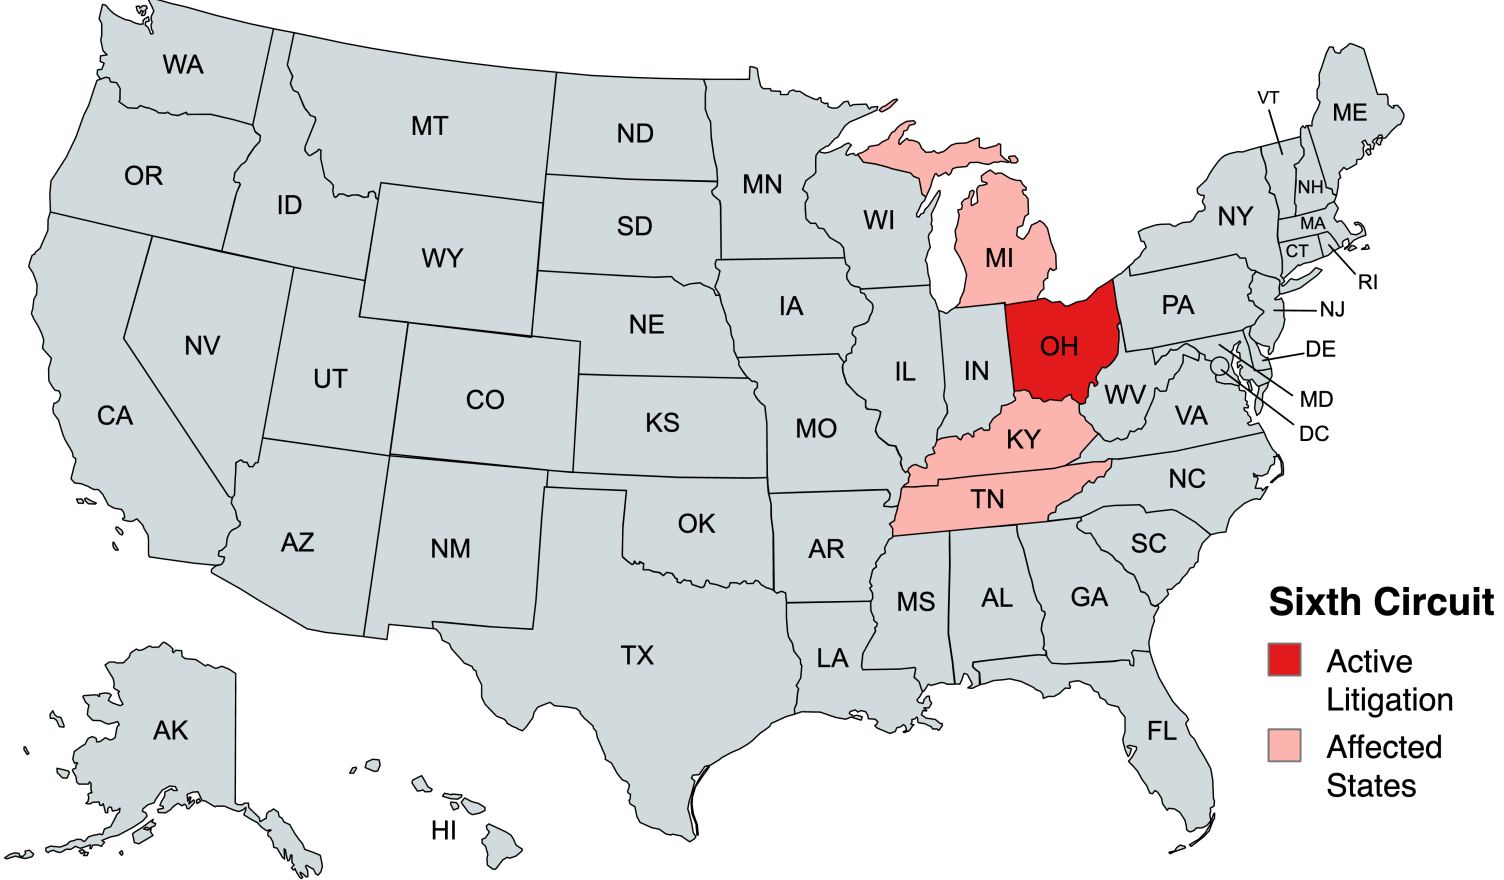 WA
OR
ID
MT
ND
MN
SD
WY
WI
MI
VT
ME
NH
NY
MA
CT
RI
CA
NV
UT
CO
NE
IA
IL
IN
OH
PA
NJ
DE
MD
DC
WV
VA
KS
MO
KY
TN
NC
AZ
NM
OK
AR
SC
MS
AL
GA
TX
LA
FL
AK
HI
Sixth Circuit
Active
Litigation
Affected
States